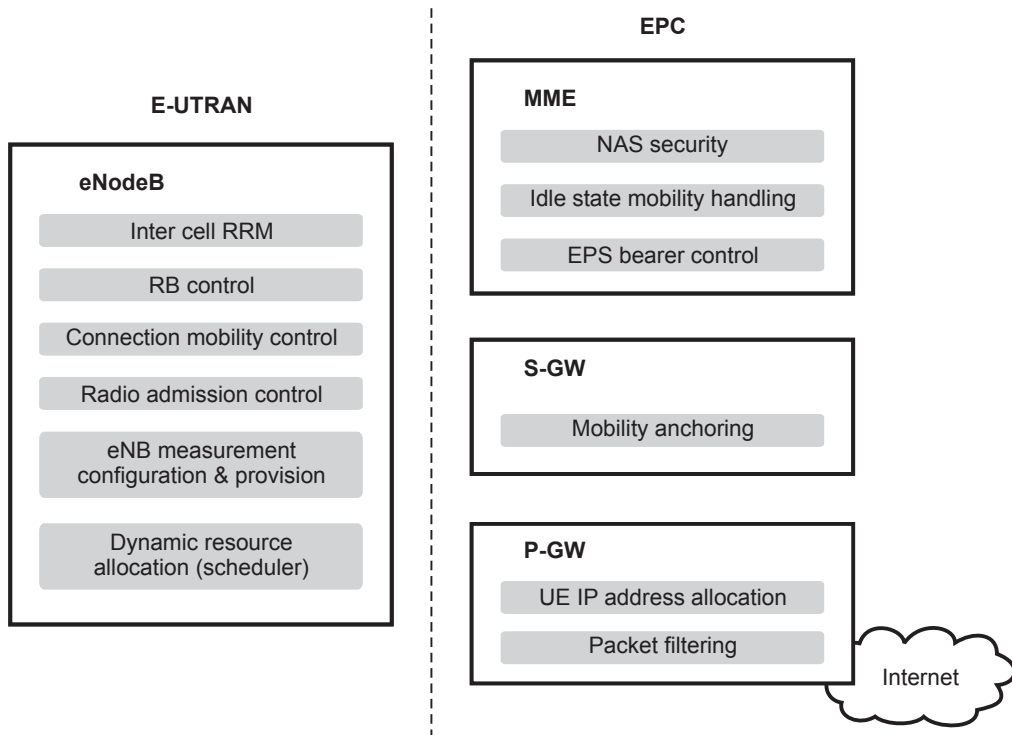 E-UTRAN
eNodeB
Inter cell RRM
RB control
Connection mobility control
Radio admission control
eNB measurement
configuration & provision
Dynamic resource
allocation (scheduler)
EPC
MME
NAS security
Idle state mobility handling
EPS bearer control
S-GW
Mobility anchoring
P-GW
UE IP address allocation
Packet filtering
Internet